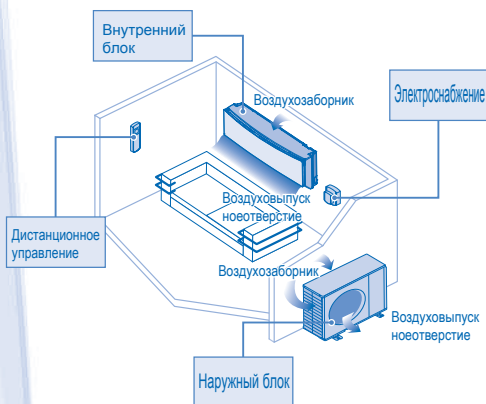 Внутренний
блок
Воздухозаборник
Электроснабжение
Воздуховыпуск
ноеотверстие
Дистанционное
управление
Воздухозаборник
Воздуховыпуск
ноеотверстие
Наружный блок